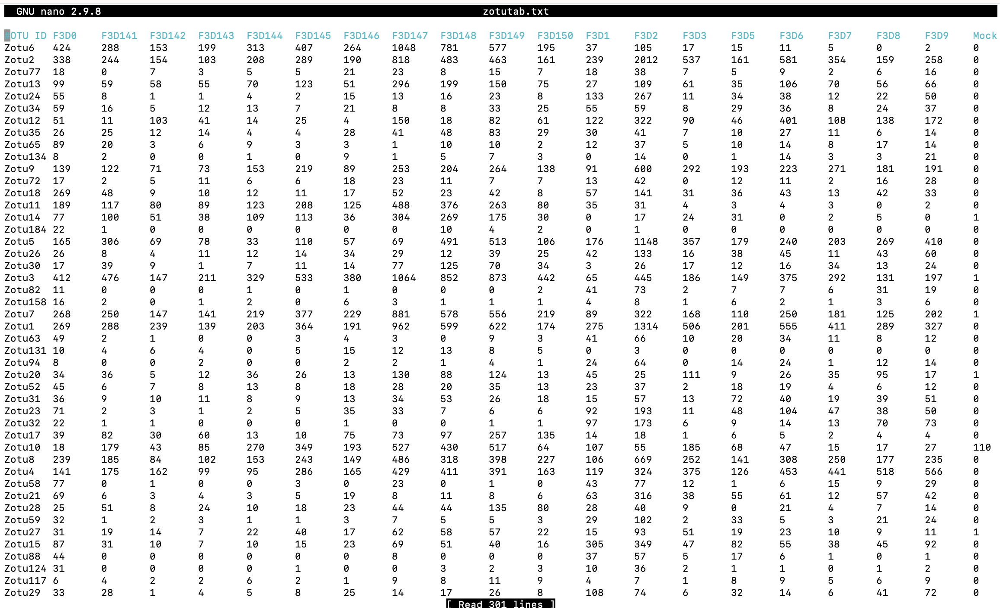 GNU nano 2.9.8 zotutab.txt
#OTU ID F3D0 F3D141 F3D142 F3D143 F3D144 F3D145 F3D146 F3D147 F3D148 F3D149 F3D150 F3D1 F3D2 F3D3 F3D5 F3D6 F3D7 F3D8 F3D9 Mock
Zotu6 424 288 153 199 313 407 264 1048 781 577 195 37 105 17 15 11 5 0 2 0
Zotu2 338 244 154 103 208 289 190 818 483 463 161 239 2012 537 161 581 354 159 258 0
Zotu77 18 0 7 3 5 5 21 23 8 15 7 18 38 7 5 9 2 6 16 0
Zotu13 99 59 58 55 70 123 51 296 199 150 75 27 109 61 35 106 70 56 66 0
Zotu24 55 8 1 1 4 2 15 13 16 23 8 133 267 11 34 38 12 22 50 0
Zotu34 59 16 5 12 13 7 21 8 8 33 25 55 59 8 29 36 8 24 37 0
Zotu12 51 11 103 41 14 25 4 150 18 82 61 122 322 90 46 401 108 138 172 0
Zotu35 26 25 12 14 4 4 28 41 48 83 29 30 41 7 10 27 11 6 14 0
Zotu65 89 20 3 6 9 3 3 1 10 10 2 12 37 5 10 14 8 17 14 0
Zotu134 8 2 0 0 1 0 9 1 5 7 3 0 14 0 1 14 3 3 21 0
Zotu9 139 122 71 73 153 219 89 253 204 264 138 91 600 292 193 223 271 181 191 0
Zotu72 17 2 5 11 6 6 18 23 11 7 7 13 42 0 12 11 2 16 28 0
Zotu18 269 48 9 10 12 11 17 52 23 42 8 57 141 31 36 43 13 42 33 0
Zotu11 189 117 80 89 123 208 125 488 376 263 80 35 31 4 3 4 3 0 2 0
Zotu14 77 100 51 38 109 113 36 304 269 175 30 0 17 24 31 0 2 5 0 1
Zotu184 22 1 0 0 0 0 0 0 10 4 2 0 1 0 0 0 0 0 0 0
Zotu5 165 306 69 78 33 110 57 69 491 513 106 176 1148 357 179 240 203 269 410 0
Zotu26 26 8 4 11 12 14 34 29 12 39 25 42 133 16 38 45 11 43 60 0
Zotu30 17 39 9 1 7 11 14 77 125 70 34 3 26 17 12 16 34 13 24 0
Zotu3 412 476 147 211 329 533 380 1064 852 873 442 65 445 186 149 375 292 131 197 1
Zotu82 11 0 0 0 1 0 1 0 0 0 2 41 73 2 7 7 6 31 19 0
Zotu158 16 2 0 1 2 0 6 3 1 1 1 4 8 1 6 2 1 3 6 0
Zotu7 268 250 147 141 219 377 229 881 578 556 219 89 322 168 110 250 181 125 202 1
Zotu1 269 288 239 139 203 364 191 962 599 622 174 275 1314 506 201 555 411 289 327 0
Zotu63 49 2 1 0 0 3 4 3 0 9 3 41 66 10 20 34 11 8 12 0
Zotu131 10 4 6 4 0 5 15 12 13 8 5 0 3 0 0 0 0 0 0 0
Zotu94 8 0 0 2 0 0 2 2 1 4 1 24 64 0 14 24 1 12 14 0
Zotu20 34 36 5 12 36 26 13 130 88 124 13 45 25 111 9 26 35 95 17 1
Zotu52 45 6 7 8 13 8 18 28 20 35 13 23 37 2 18 19 4 6 12 0
Zotu31 36 9 10 11 8 9 13 34 53 26 18 15 57 13 72 40 19 39 51 0
Zotu23 71 2 3 1 2 5 35 33 7 6 6 92 193 11 48 104 47 38 50 0
Zotu32 22 1 1 0 0 0 1 0 0 1 1 97 173 6 9 14 13 70 73 0
Zotu17 39 82 30 60 13 10 75 73 97 257 135 14 18 1 6 5 2 4 4 0
Zotu10 18 179 43 85 270 349 193 527 430 517 64 107 55 185 68 47 15 17 27 110
Zotu8 239 185 84 102 153 243 149 486 318 398 227 106 669 252 141 308 250 177 235 0
Zotu4 141 175 162 99 95 286 165 429 411 391 163 119 324 375 126 453 441 518 566 0
Zotu58 77 0 1 0 0 3 0 23 0 1 0 43 77 12 1 6 15 9 29 0
Zotu21 69 6 3 4 3 5 19 8 11 8 6 63 316 38 55 61 12 57 42 0
Zotu28 25 51 8 24 10 18 23 44 44 135 80 28 40 9 0 21 4 7 14 0
Zotu59 32 1 2 3 1 1 3 7 5 5 3 29 102 2 33 5 3 21 24 0
Zotu27 31 19 14 7 22 40 17 62 58 57 22 15 93 51 19 23 10 9 11 1
Zotu15 87 31 10 7 10 15 23 69 51 40 16 305 349 47 82 55 38 45 92 0
Zotu88 44 0 0 0 0 0 0 8 0 0 0 37 57 5 17 6 1 0 1 0
Zotu124 31 0 0 0 0 1 0 0 3 2 3 10 36 2 1 1 0 1 2 0
Zotu117 6 4 2 2 6 2 1 9 8 11 9 4 7 1 8 9 5 6 9 0
Zotu29 33 28 1 4 5 8 25 14 17 26 8 108 74 6 32 14 6 41 72 0
[ Read 301 lines ]